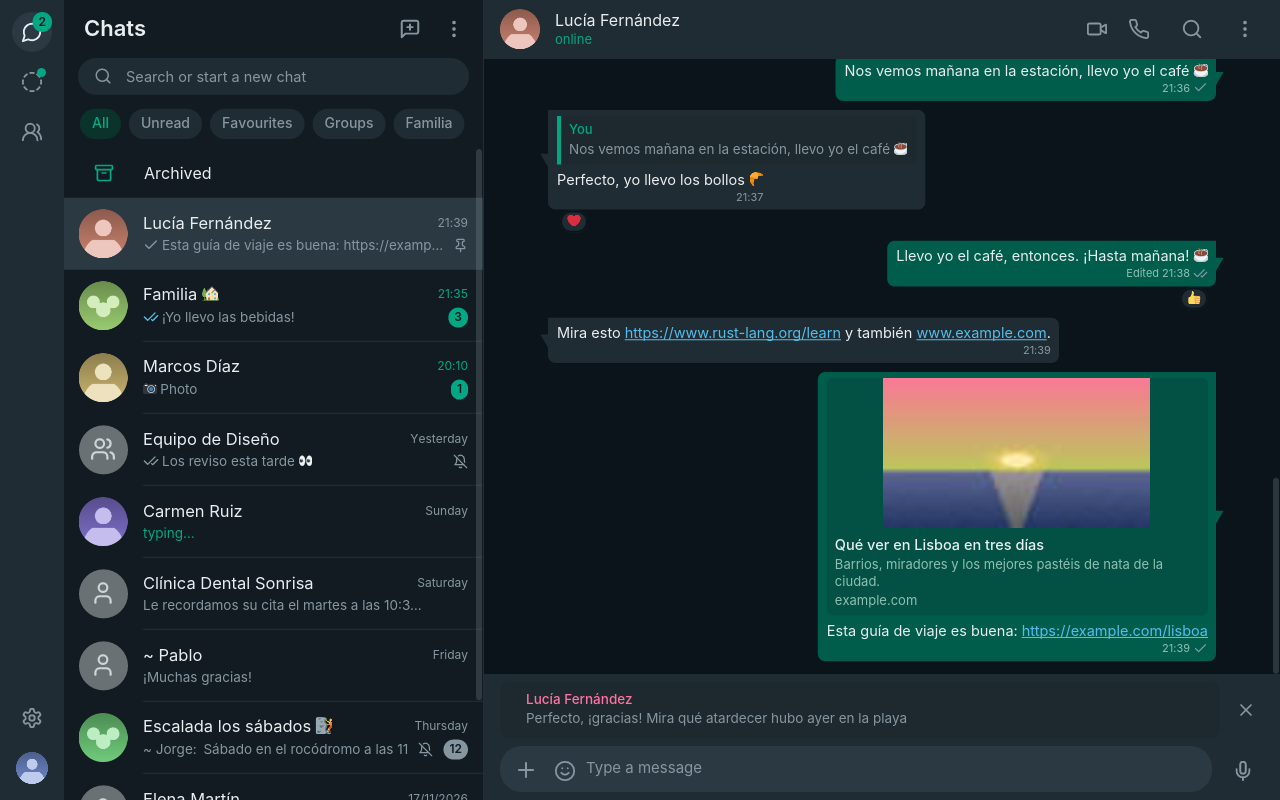 2
Chats
Search or start a new chat
All
Unread
Favourites
Groups
Familia
Archived
Lucía Fernández
21:39
Esta guía de viaje es buena: https://examp...
Familia
21:35
¡Yo llevo las bebidas!
3
Marcos Díaz
20:10
Photo
1
Equipo de Diseño
Yesterday
Los reviso esta tarde 👀
Carmen Ruiz
Sunday
typing...
Clínica Dental Sonrisa
Saturday
Le recordamos su cita el martes a las 10:3...
~ Pablo
Friday
¡Muchas gracias!
Escalada los sábados
Thursday
~ Jorge: Sábado en el rocódromo a las 11
12
Elena Martín
17/11/2026
Lucía Fernández
online
Nos vemos mañana en la estación, llevo yo el café ☕
21:36
You
Nos vemos mañana en la estación, llevo yo el café ☕
Perfecto, yo llevo los bollos 🥐
21:37
Llevo yo el café, entonces. ¡Hasta mañana! ☕
Edited 21:38
Mira esto https://www.rust-lang.org/learn y también www.example.com.
21:39
Qué ver en Lisboa en tres días
Barrios, miradores y los mejores pastéis de nata de la
ciudad.
example.com
Esta guía de viaje es buena: https://example.com/lisboa
21:39
Lucía Fernández
Perfecto, ¡gracias! Mira qué atardecer hubo ayer en la playa
Type a message